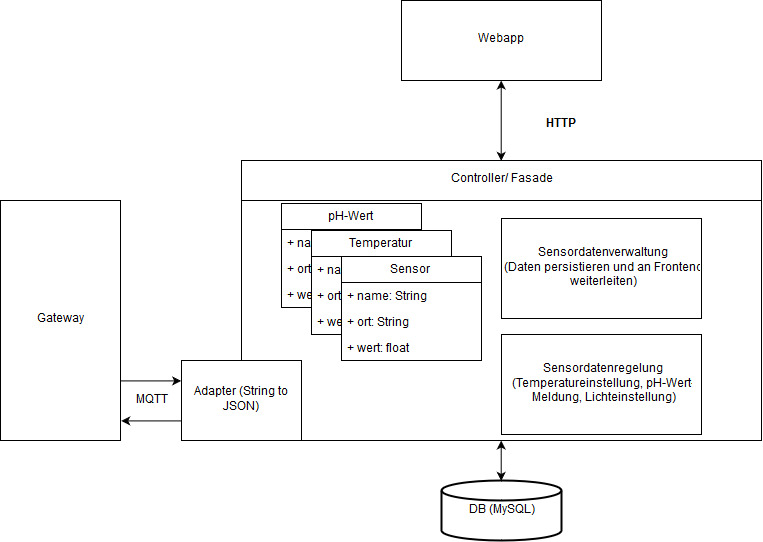 Webapp
HTTP
Controller/ Fasade
pH-Wert
+ na
+ ort
+ we
Temperatur
+ na
+ ort
+ we
Sensor
+ name: String
+ ort: String
+ wert: float
Sensordatenverwaltung
(Daten persistieren und an Frontend
weiterleiten)
Sensordatenregelung
(Temperatureinstellung, pH-Wert
Meldung, Lichteinstellung)
Gateway
MQTT
Adapter (String to
JSON)
DB (MySQL)